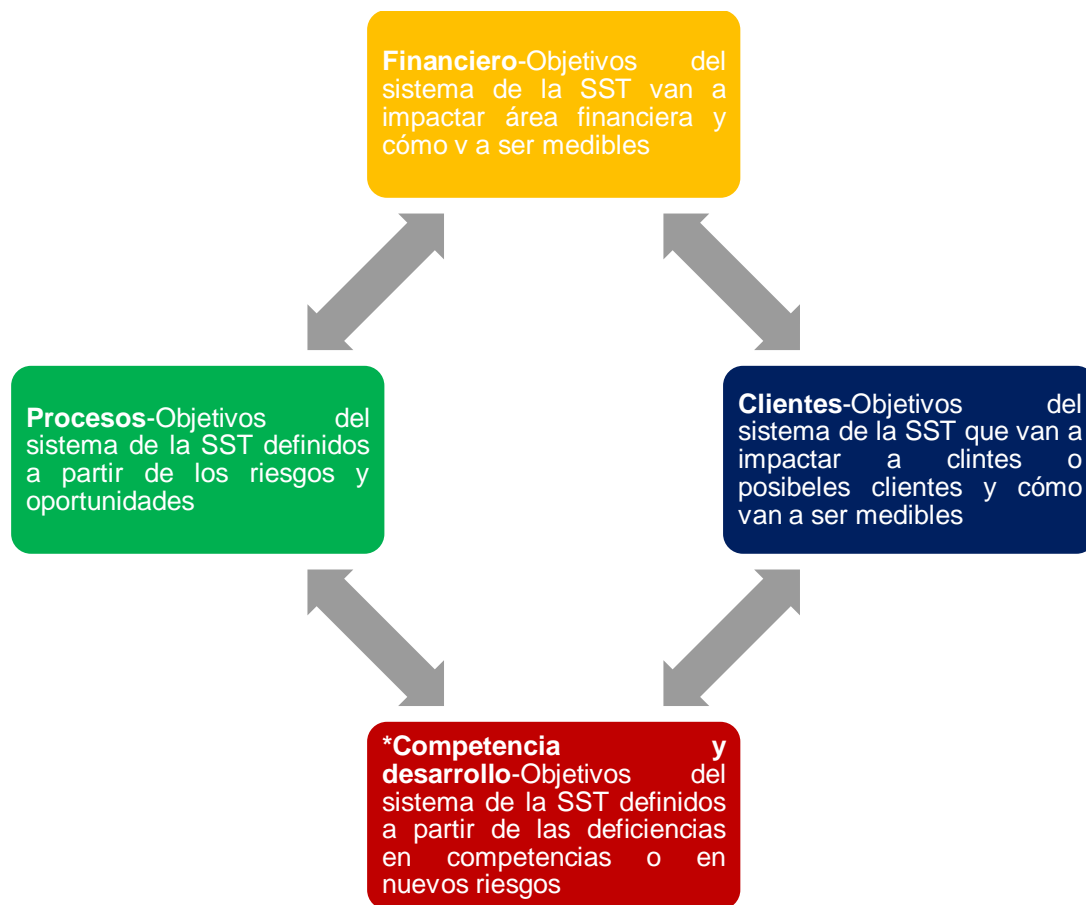 Financiero-Objetivos del
sistema de la SST van a
impactar área financiera y
cómo v a ser medibles
Procesos-Objetivos del
sistema de la SST definidos
a partir de los riesgos y
oportunidades
Clientes-Objetivos del
sistema de la SST que van a
impactar a clintes o
posibeles clientes y cómo
van a ser medibles
*Competencia y
desarrollo-Objetivos del
sistema de la SST definidos
a partir de las deficiencias
en competencias o en
nuevos riesgos